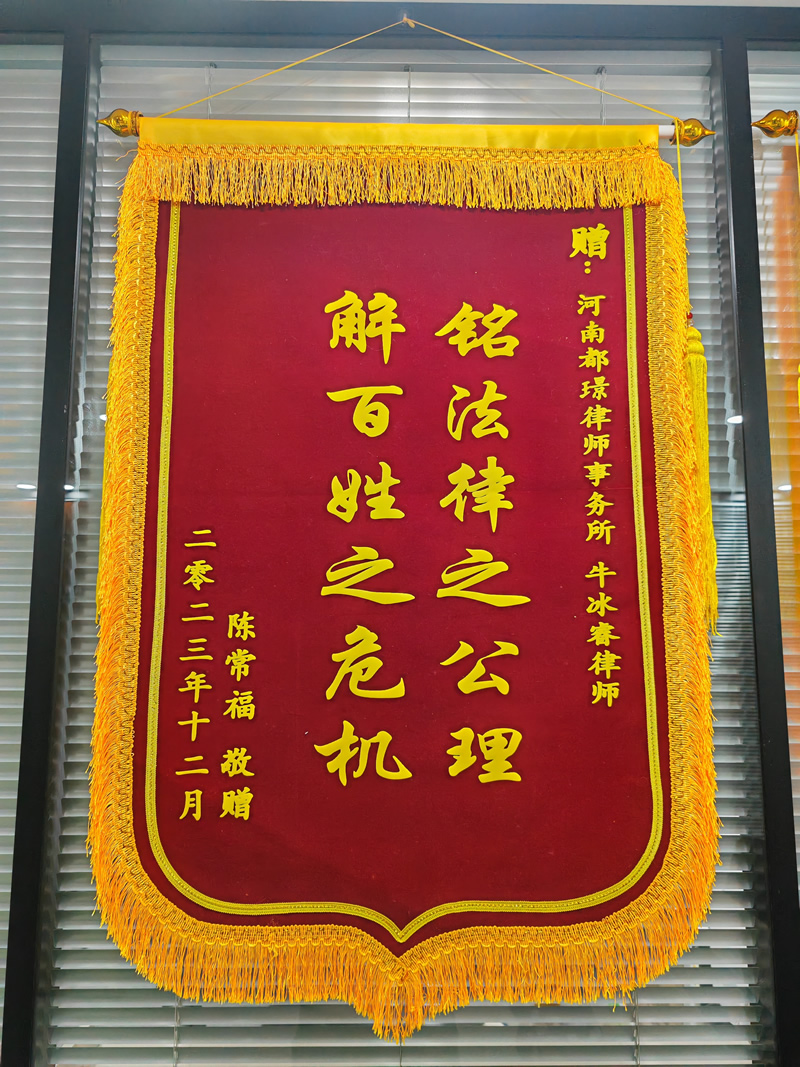 赠：河南都璟律师事务所 牛冰睿律师
铭法律之公理
解百姓之危机
陈常福 敬赠
二零二三年十二月